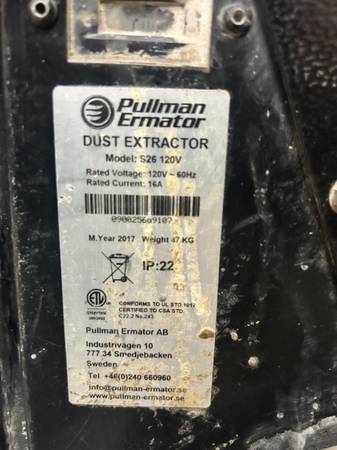 Pullman
Ermator
DUST EXTRACTOR
Model: S26 120V
Rated Voltage: 120V ~ 60Hz
Rated Current: 16A
M.Year 2017 Weight 47 KG
IP:22
ETL
CONFORMS TO UL STD.1017
CERTIFIED TO CSA STD.
C22.2 No.243
Pullman Ermator AB
Industrivagen 10
777 34 Smedjebacken
Sweden
Tel +46(0)240 660960
info@pullman-ermator.se
www.pullman-ermator.se